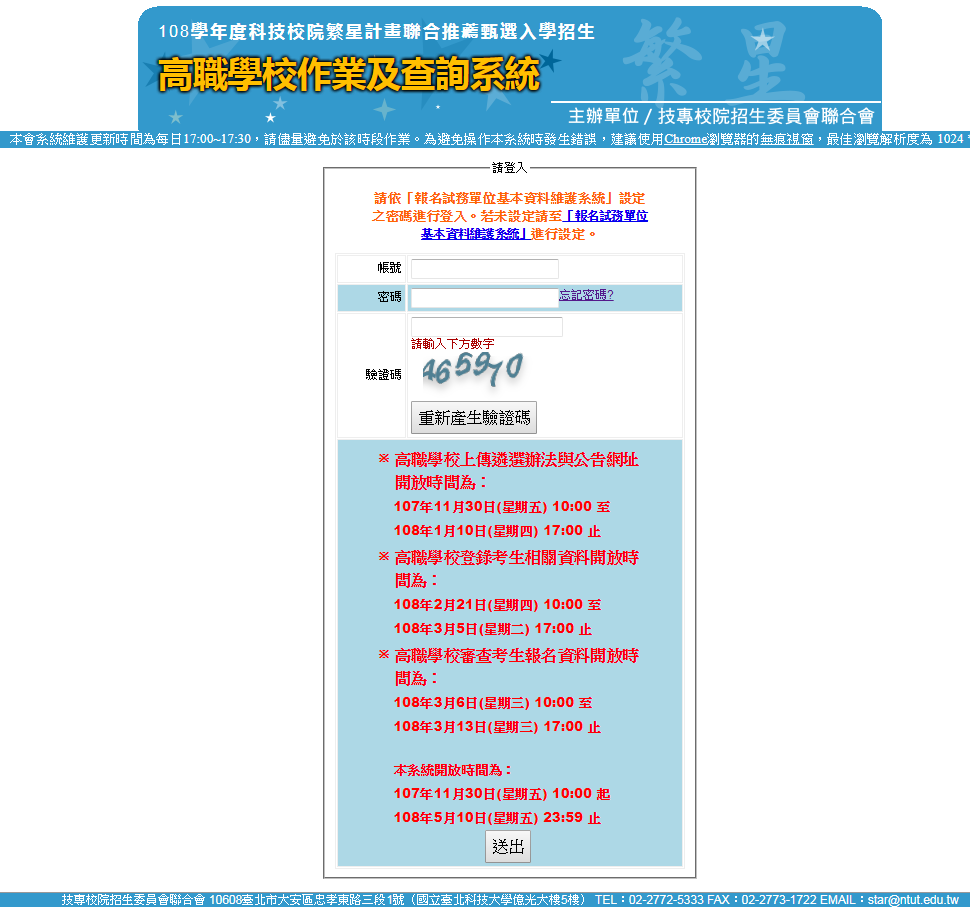 108學年度科技校院繁星計畫聯合推薦甄選入學招生
高職學校作業及查詢系統
繁星
主辦單位 / 技專校院招生委員會聯合會
本會系統維護更新時間為每日17:00~17:30，請儘量避免於該時段作業。為避免操作本系統時發生錯誤，建議使用Chrome瀏覽器的無痕視窗，最佳瀏覽解析度為 1024 *
請登入
請依「報名試務單位基本資料維護系統」設定
之密碼進行登入。若未設定請至「報名試務單位
基本資料維護系統」進行設定。
帳號
密碼 忘記密碼?
請輸入下方數字
驗證碼
465970
重新產生驗證碼
※ 高職學校上傳遴選辦法與公告網址
開放時間為：
107年11月30日(星期五) 10:00 至
108年1月10日(星期四) 17:00 止
※ 高職學校登錄考生相關資料開放時
間為：
108年2月21日(星期四) 10:00 至
108年3月5日(星期二) 17:00 止
※ 高職學校審查考生報名資料開放時
間為：
108年3月6日(星期三) 10:00 至
108年3月13日(星期三) 17:00 止
本系統開放時間為：
107年11月30日(星期五) 10:00 起
108年5月10日(星期五) 23:59 止
送出
技專校院招生委員會聯合會 10608臺北市大安區忠孝東路三段1號（國立臺北科技大學億光大樓5樓） TEL：02-2772-5333 FAX：02-2773-1722 EMAIL：star@ntut.edu.tw